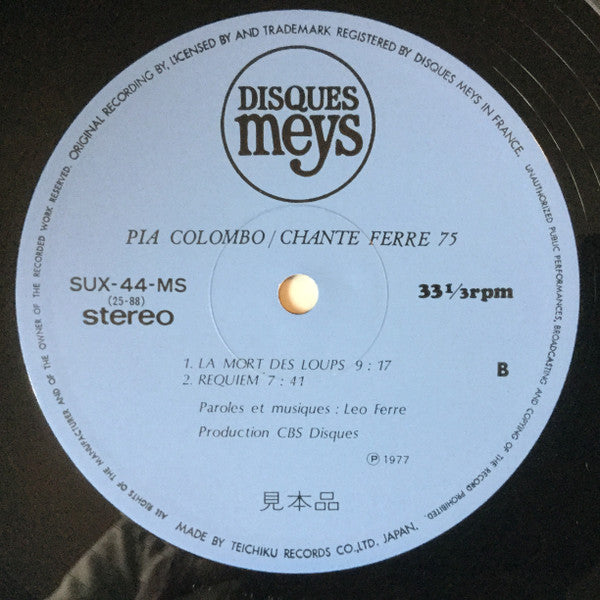 ALL RIGHTS OF THE MANUFACTURER AND OF THE OWNER OF THE RECORDED WORK RESERVED. ORIGINAL RECORDING BY, LICENSED BY AND TRADEMARK REGISTERED BY DISQUES MEYS IN FRANCE. UNAUTHORIZED PUBLIC PERFORMANCES, BROADCASTING AND COPYING OF THE RECORD PROHIBITED.
DISQUES
meys
PIA COLOMBO / CHANTE FERRE 75
SUX-44-MS
(25-88)
stereo
33 1/3 rpm
1. LA MORT DES LOUPS 9 : 17
2. REQUIEM 7 : 41
B
Paroles et musiques : Leo Ferre
Production CBS Disques
Ⓟ 1977
見本品
MADE BY TEICHIKU RECORDS CO., LTD. JAPAN.